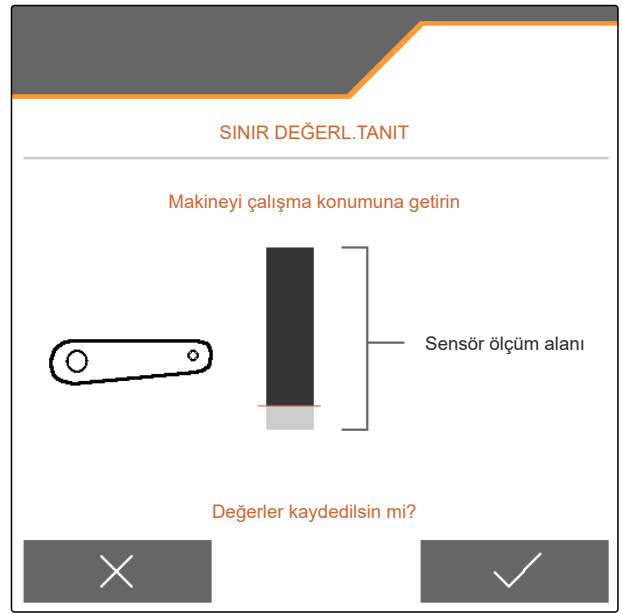 SINIR DEĞERL.TANIT
Makineyi çalışma konumuna getirin
Sensör ölçüm alanı
Değerler kaydedilsin mi?